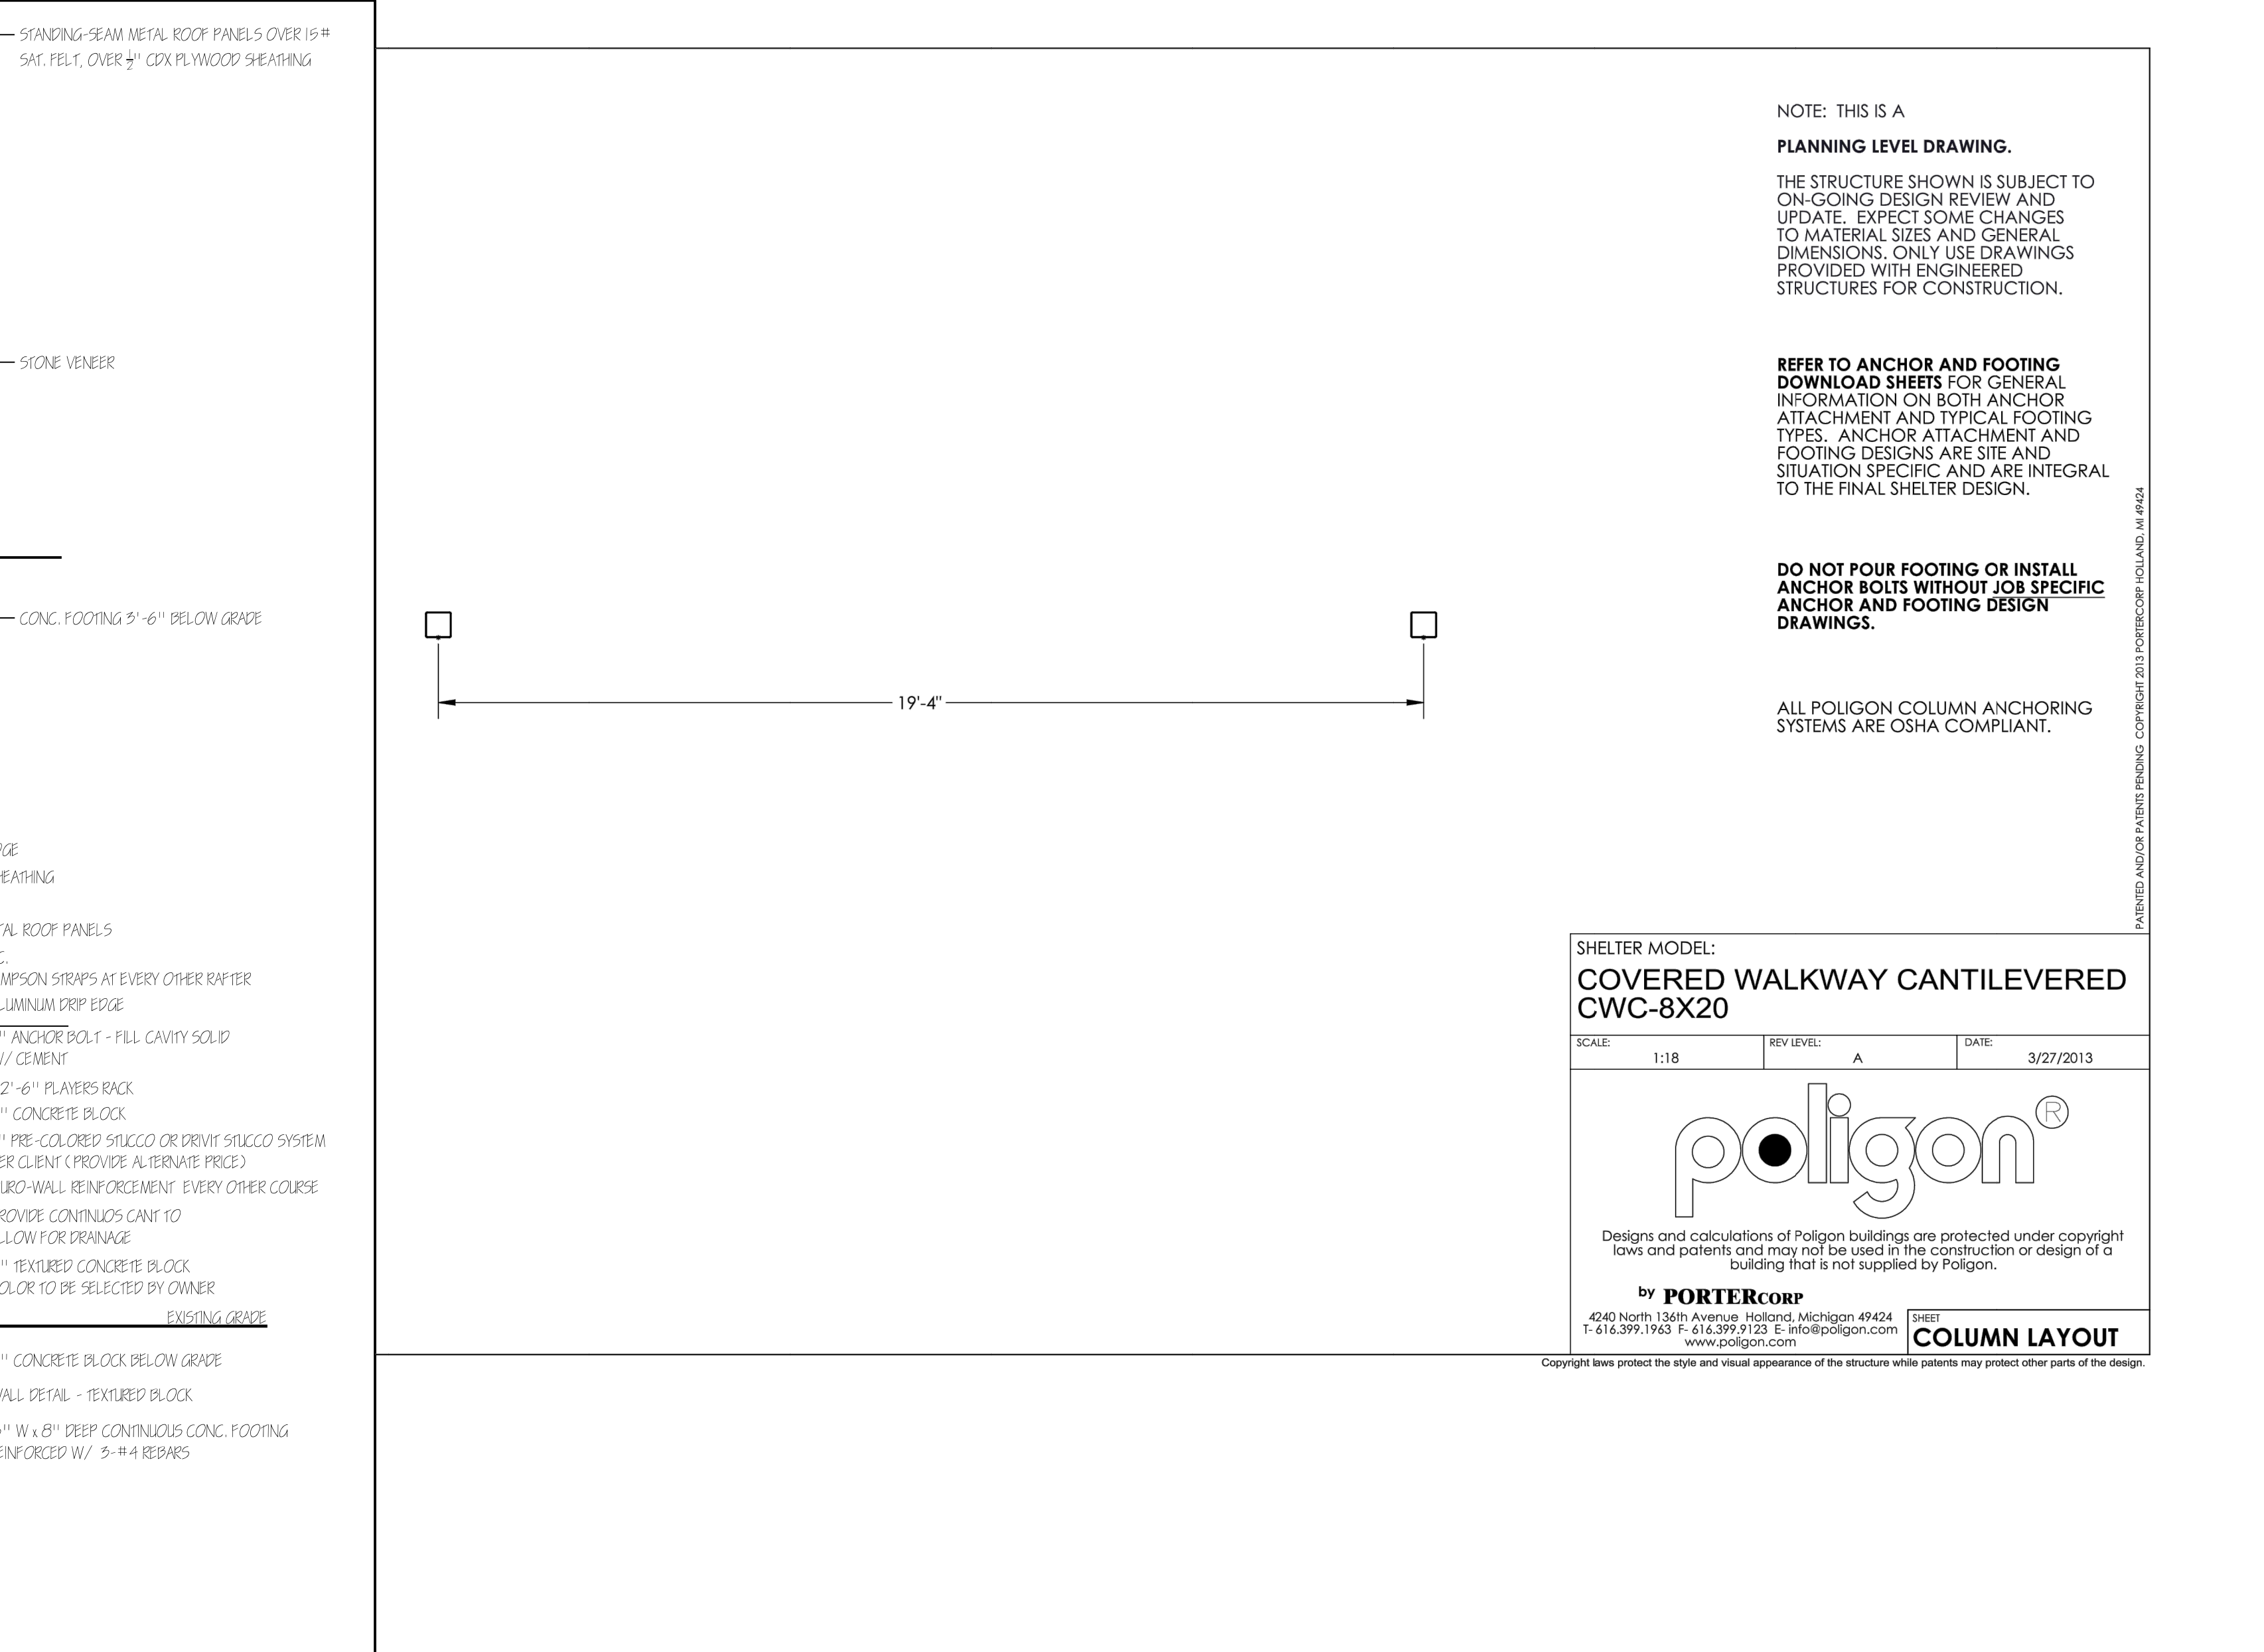 STANDING-SEAM METAL ROOF PANELS OVER 15#
SAT. FELT, OVER 1/2" CDX PLYWOOD SHEATHING
STONE VENEER
CONC. FOOTING 3'-6" BELOW GRADE
HEATHING
TAL ROOF PANELS
C.
MPSON STRAPS AT EVERY OTHER RAFTER
LUMINUM DRIP EDGE
" ANCHOR BOLT - FILL CAVITY SOLID
W/ CEMENT
2'-6" PLAYERS RACK
" CONCRETE BLOCK
" PRE-COLORED STUCCO OR DRIVIT STUCCO SYSTEM
ER CLIENT (PROVIDE ALTERNATE PRICE)
URO-WALL REINFORCEMENT EVERY OTHER COURSE
ROVIDE CONTINUOS CANT TO
LLOW FOR DRAINAGE
" TEXTURED CONCRETE BLOCK
OLOR TO BE SELECTED BY OWNER
EXISTING GRADE
" CONCRETE BLOCK BELOW GRADE
WALL DETAIL - TEXTURED BLOCK
" W x 8" DEEP CONTINUOUS CONC. FOOTING
EINFORCED W/ 3-#4 REBARS
19'-4"
NOTE: THIS IS A
PLANNING LEVEL DRAWING.
THE STRUCTURE SHOWN IS SUBJECT TO
ON-GOING DESIGN REVIEW AND
UPDATE. EXPECT SOME CHANGES
TO MATERIAL SIZES AND GENERAL
DIMENSIONS. ONLY USE DRAWINGS
PROVIDED WITH ENGINEERED
STRUCTURES FOR CONSTRUCTION.
REFER TO ANCHOR AND FOOTING
DOWNLOAD SHEETS FOR GENERAL
INFORMATION ON BOTH ANCHOR
ATTACHMENT AND TYPICAL FOOTING
TYPES. ANCHOR ATTACHMENT AND
FOOTING DESIGNS ARE SITE AND
SITUATION SPECIFIC AND ARE INTEGRAL
TO THE FINAL SHELTER DESIGN.
DO NOT POUR FOOTING OR INSTALL
ANCHOR BOLTS WITHOUT JOB SPECIFIC
ANCHOR AND FOOTING DESIGN
DRAWINGS.
ALL POLIGON COLUMN ANCHORING
SYSTEMS ARE OSHA COMPLIANT.
PATENTED AND/OR PATENTS PENDING COPYRIGHT 2013 PORTERCORP HOLLAND, MI 49424
SHELTER MODEL:
COVERED WALKWAY CANTILEVERED
CWC-8X20
SCALE:
1:18
REV LEVEL:
A
DATE:
3/27/2013
poligon®
Designs and calculations of Poligon buildings are protected under copyright
laws and patents and may not be used in the construction or design of a
building that is not supplied by Poligon.
by PORTERCORP
4240 North 136th Avenue Holland, Michigan 49424
T- 616.399.1963 F- 616.399.9123 E- info@poligon.com
www.poligon.com
SHEET
COLUMN LAYOUT
Copyright laws protect the style and visual appearance of the structure while patents may protect other parts of the design.